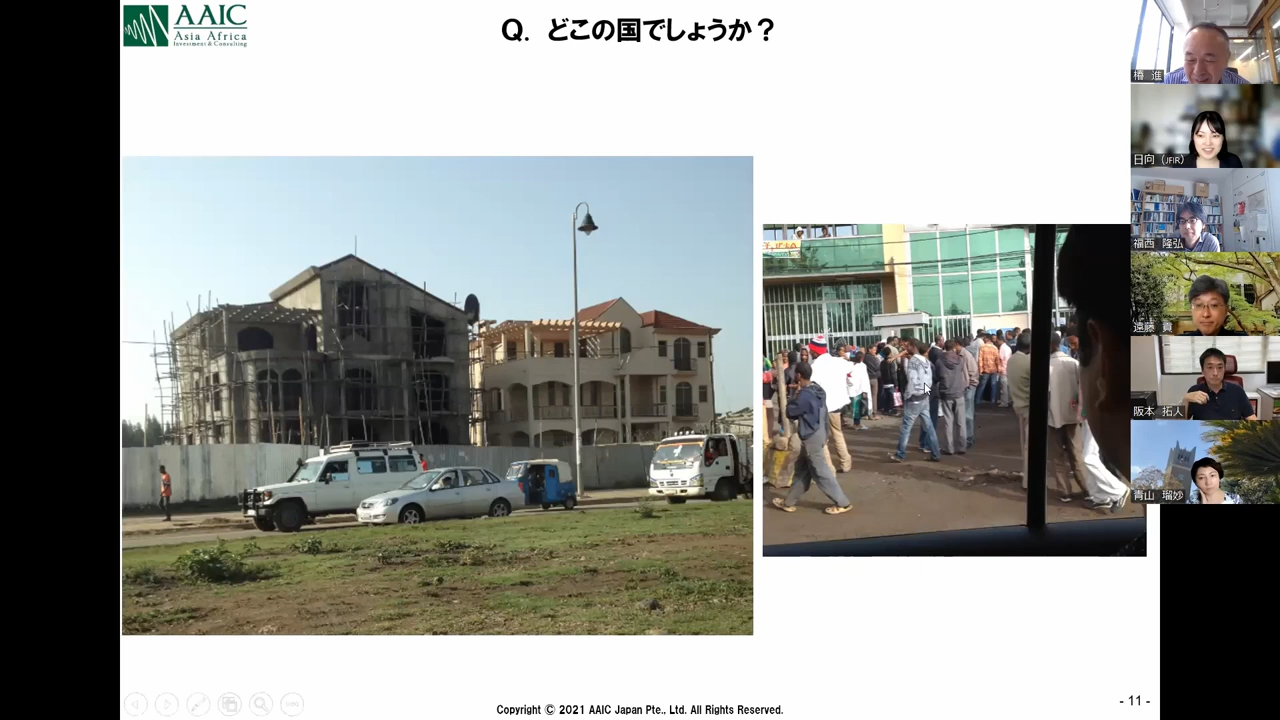 AAIC
Asia Africa
Investment & Consulting
Q. どこの国でしょうか？
椿 進
日向（JFIR）
福西 隆弘
遠藤 貢
阪本 拓人
青山 瑠妙
- 11 -
Copyright © 2021 AAIC Japan Pte., Ltd. All Rights Reserved.